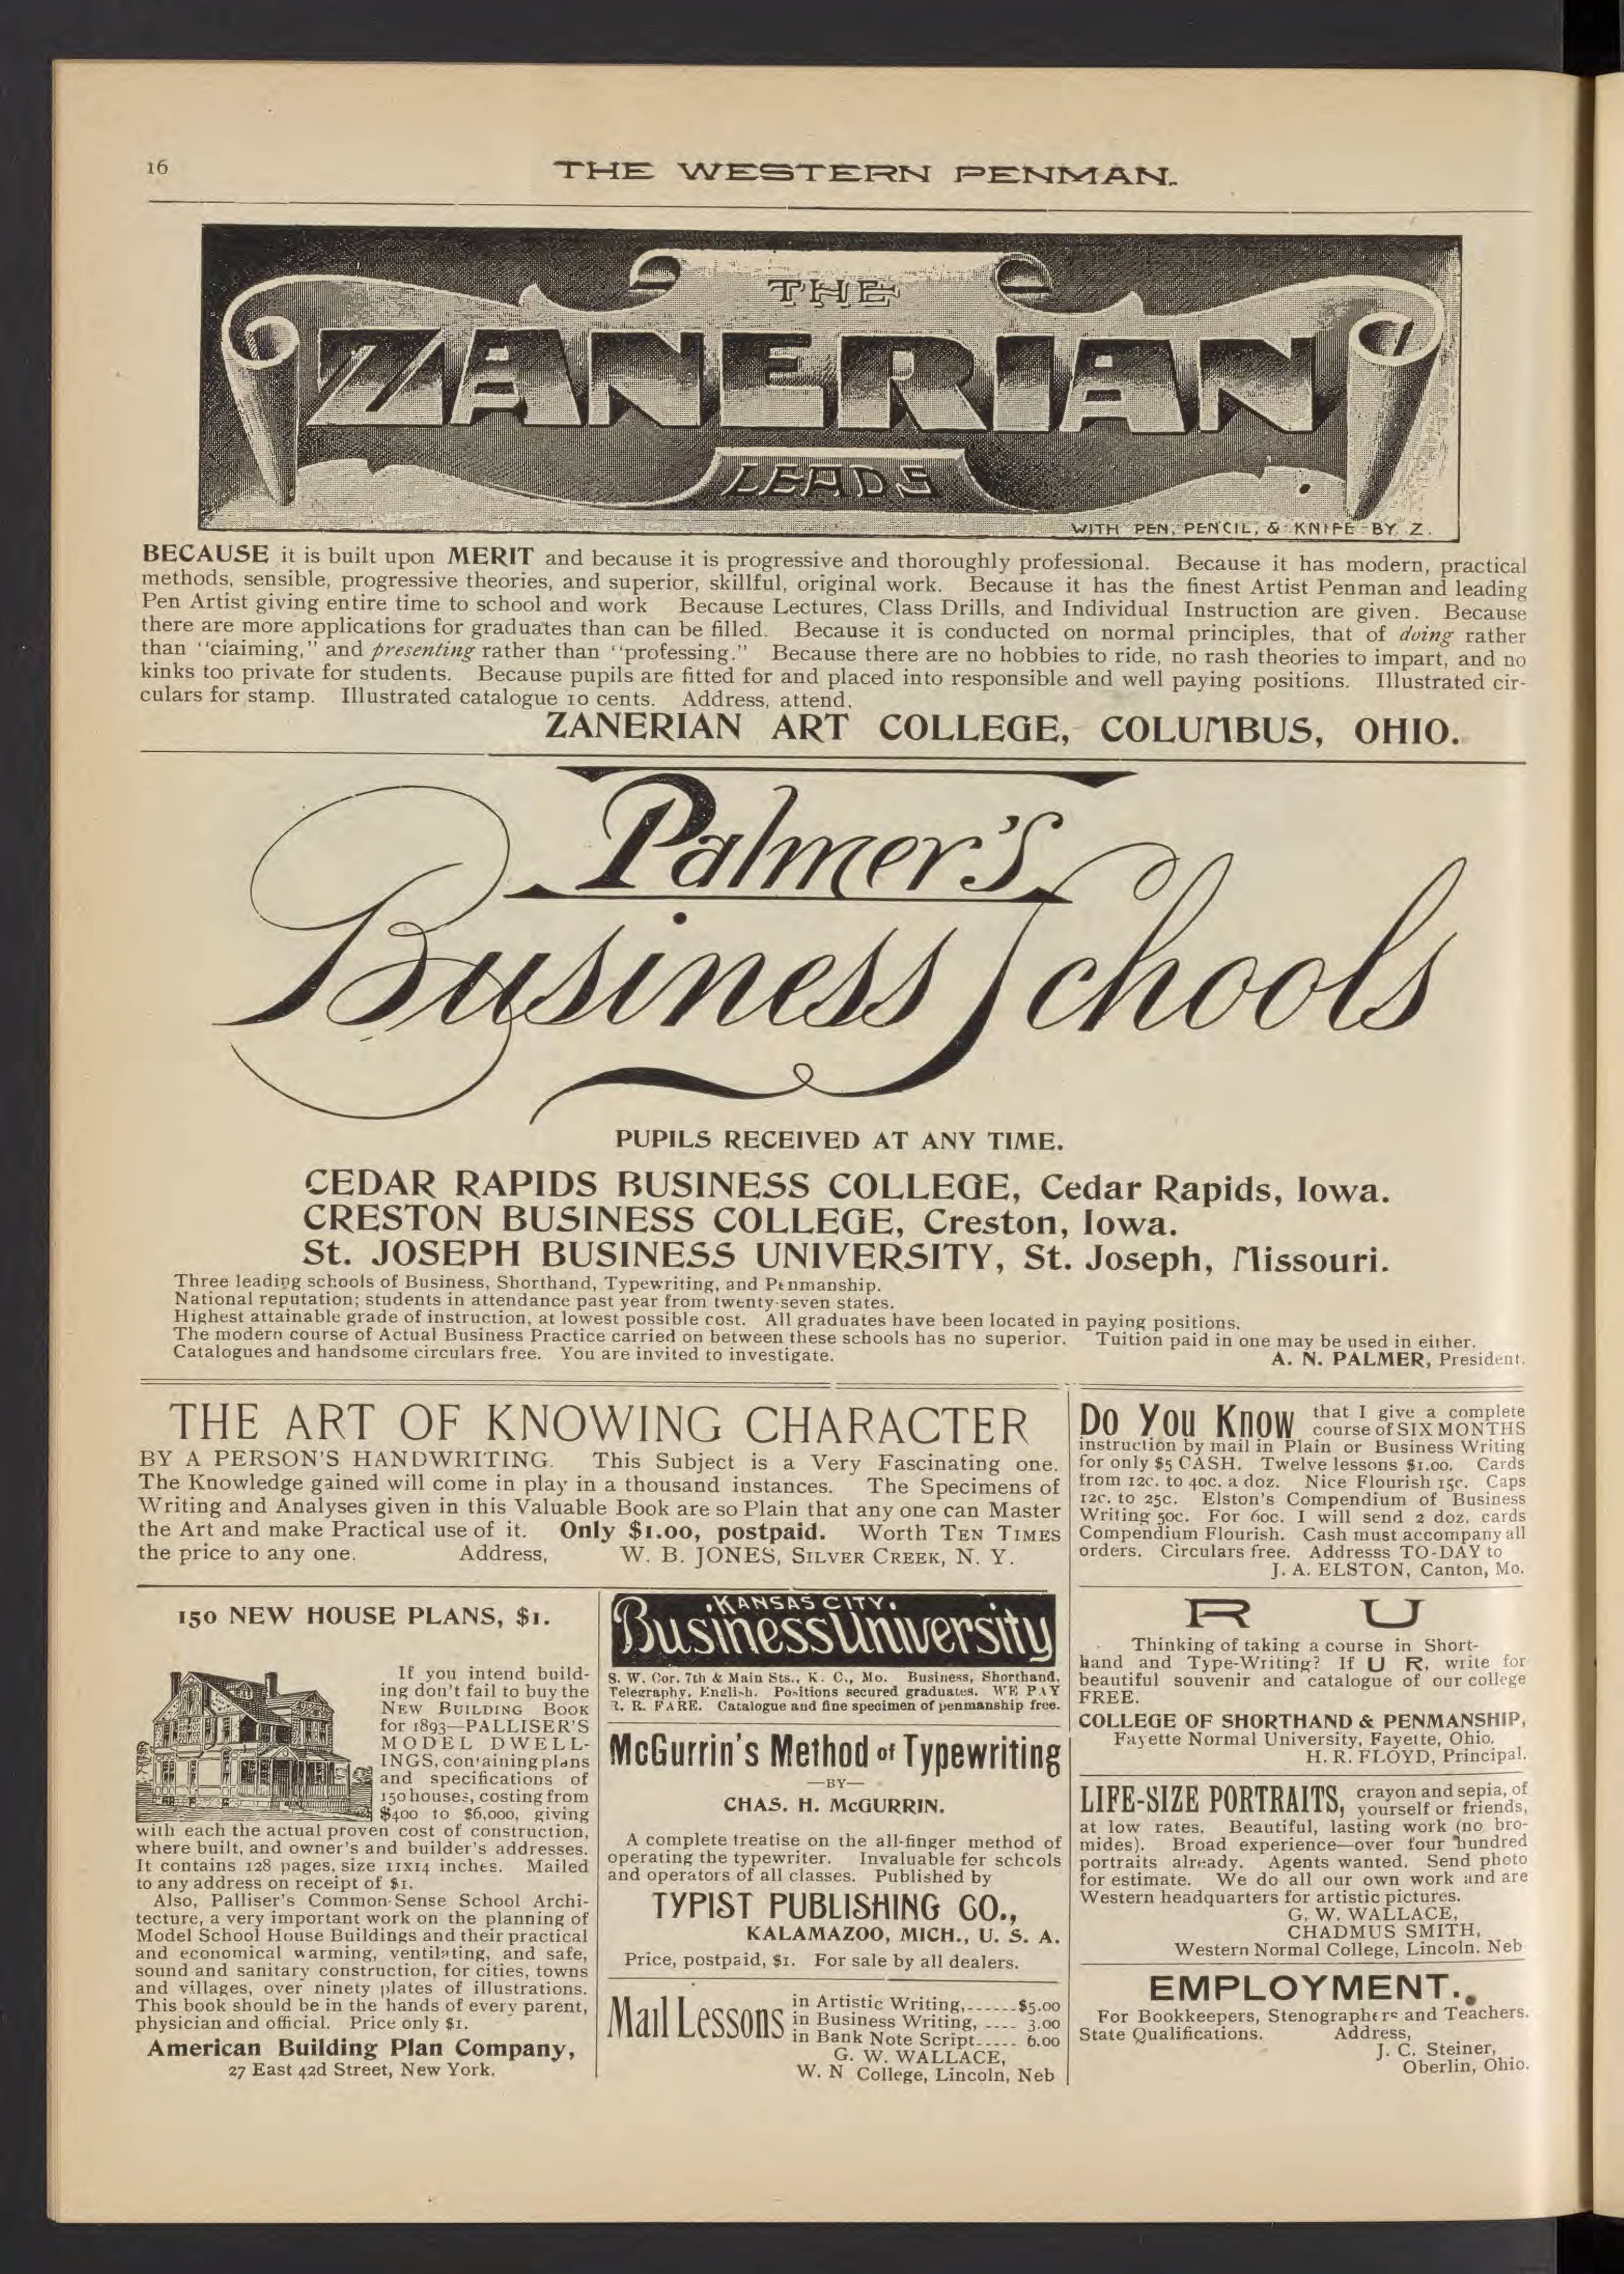 16
THE WESTERN PENMAN.
THE
ZANERIAN
LEADS
WITH PEN, PENCIL, & KNIFE BY Z.
BECAUSE it is built upon MERIT and because it is progressive and thoroughly professional. Because it has modern, practical
methods, sensible, progressive theories, and superior, skillful, original work. Because it has the finest Artist Penman and leading
Pen Artist giving entire time to school and work Because Lectures, Class Drills, and Individual Instruction are given. Because
there are more applications for graduates than can be filled. Because it is conducted on normal principles, that of doing rather
than "ciaiming," and presenting rather than "professing." Because there are no hobbies to ride, no rash theories to impart, and no
kinks too private for students. Because pupils are fitted for and placed into responsible and well paying positions. Illustrated cir-
culars for stamp. Illustrated catalogue 10 cents. Address, attend.
ZANERIAN ART COLLEGE, COLUMBUS, OHIO.
Palmer's
Business Schools
PUPILS RECEIVED AT ANY TIME.
CEDAR RAPIDS BUSINESS COLLEGE, Cedar Rapids, Iowa.
CRESTON BUSINESS COLLEGE, Creston, Iowa.
St. JOSEPH BUSINESS UNIVERSITY, St. Joseph, Missouri.
Three leading schools of Business, Shorthand, Typewriting, and Penmanship.
National reputation; students in attendance past year from twenty-seven states.
Highest attainable grade of instruction, at lowest possible cost. All graduates have been located in paying positions.
The modern course of Actual Business Practice carried on between these schools has no superior. Tuition paid in one may be used in either.
Catalogues and handsome circulars free. You are invited to investigate.
A. N. PALMER, President.
THE ART OF KNOWING CHARACTER
BY A PERSON'S HANDWRITING. This Subject is a Very Fascinating one.
The Knowledge gained will come in play in a thousand instances. The Specimens of
Writing and Analyses given in this Valuable Book are so Plain that any one can Master
the Art and make Practical use of it. Only $1.00, postpaid. Worth TEN TIMES
the price to any one. Address, W. B. JONES, SILVER CREEK, N. Y.
150 NEW HOUSE PLANS, $1.
If you intend build-
ing don't fail to buy the
NEW BUILDING BOOK
for 1893—PALLISER'S
MODEL DWELL-
INGS, containing plans
and specifications of
150 houses, costing from
$400 to $6,000, giving
with each the actual proven cost of construction,
where built, and owner's and builder's addresses.
It contains 128 pages, size 11x14 inches. Mailed
to any address on receipt of $1.
Also, Palliser's Common-Sense School Archi-
tecture, a very important work on the planning of
Model School House Buildings and their practical
and economical warming, ventilating, and safe,
sound and sanitary construction, for cities, towns
and villages, over ninety plates of illustrations.
This book should be in the hands of every parent,
physician and official. Price only $1.
American Building Plan Company,
27 East 42d Street, New York.
KANSAS CITY
Business University
S. W. Cor. 7th & Main Sts., K. C., Mo. Business, Shorthand,
Telegraphy, English. Positions secured graduates. WE PAY
R. R. FARE. Catalogue and fine specimen of penmanship free.
McGurrin's Method of Typewriting
—BY—
CHAS. H. McGURRIN.
A complete treatise on the all-finger method of
operating the typewriter. Invaluable for schools
and operators of all classes. Published by
TYPIST PUBLISHING CO.,
KALAMAZOO, MICH., U. S. A.
Price, postpaid, $1. For sale by all dealers.
Mail Lessons
in Artistic Writing,......$5.00
in Business Writing, .... 3.00
in Bank Note Script..... 6.00
G. W. WALLACE,
W. N College, Lincoln, Neb
Do You Know that I give a complete
course of SIX MONTHS
instruction by mail in Plain or Business Writing
for only $5 CASH. Twelve lessons $1.00. Cards
from 12c. to 40c. a doz. Nice Flourish 15c. Caps
12c. to 25c. Elston's Compendium of Business
Writing 50c. For 60c. I will send 2 doz. cards
Compendium Flourish. Cash must accompany all
orders. Circulars free. Addresss TO-DAY to
J. A. ELSTON, Canton, Mo.
R U
Thinking of taking a course in Short-
hand and Type-Writing? If U R, write for
beautiful souvenir and catalogue of our college
FREE.
COLLEGE OF SHORTHAND & PENMANSHIP,
Fayette Normal University, Fayette, Ohio.
H. R. FLOYD, Principal.
LIFE-SIZE PORTRAITS, crayon and sepia, of
yourself or friends,
at low rates. Beautiful, lasting work (no bro-
mides). Broad experience—over four hundred
portraits already. Agents wanted. Send photo
for estimate. We do all our own work and are
Western headquarters for artistic pictures.
G. W. WALLACE,
CHADMUS SMITH,
Western Normal College, Lincoln. Neb
EMPLOYMENT.
For Bookkeepers, Stenographers and Teachers.
State Qualifications. Address,
J. C. Steiner,
Oberlin, Ohio.